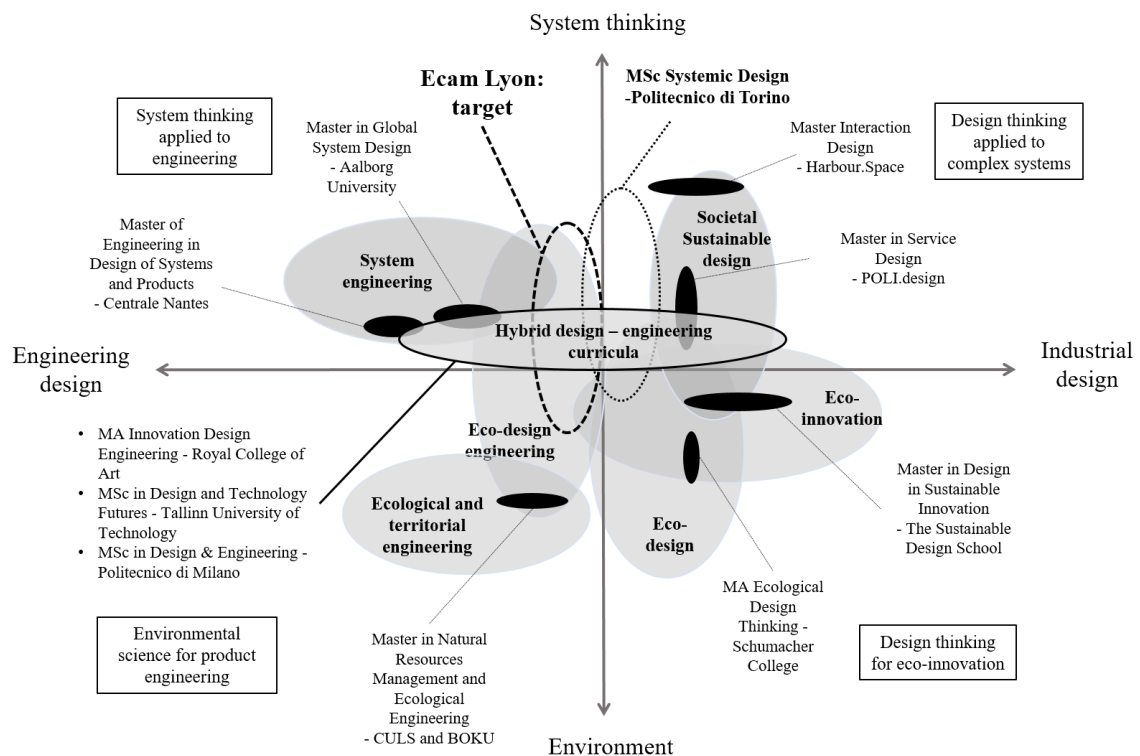 System thinking
Ecam Lyon:
target
MSc Systemic Design
-Politecnico di Torino
System thinking
applied to
engineering
Master in Global
System Design
- Aalborg
University
Master Interaction
Design
- Harbour.Space
Design thinking
applied to
complex systems
Master of
Engineering in
Design of Systems
and Products
- Centrale Nantes
System
engineering
Societal
Sustainable
design
Master in Service
Design
- POLI.design
Hybrid design – engineering
curricula
Engineering
design
Industrial
design
Eco-
innovation
Eco-design
engineering
• MA Innovation Design
Engineering - Royal College of
Art
• MSc in Design and Technology
Futures - Tallinn University of
Technology
• MSc in Design & Engineering -
Politecnico di Milano
Ecological and
territorial
engineering
Eco-
design
Master in Design
in Sustainable
Innovation
- The Sustainable
Design School
MA Ecological
Design
Thinking -
Schumacher
College
Environmental
science for product
engineering
Master in Natural
Resources
Management and
Ecological
Engineering
- CULS and BOKU
Design thinking
for eco-innovation
Environment